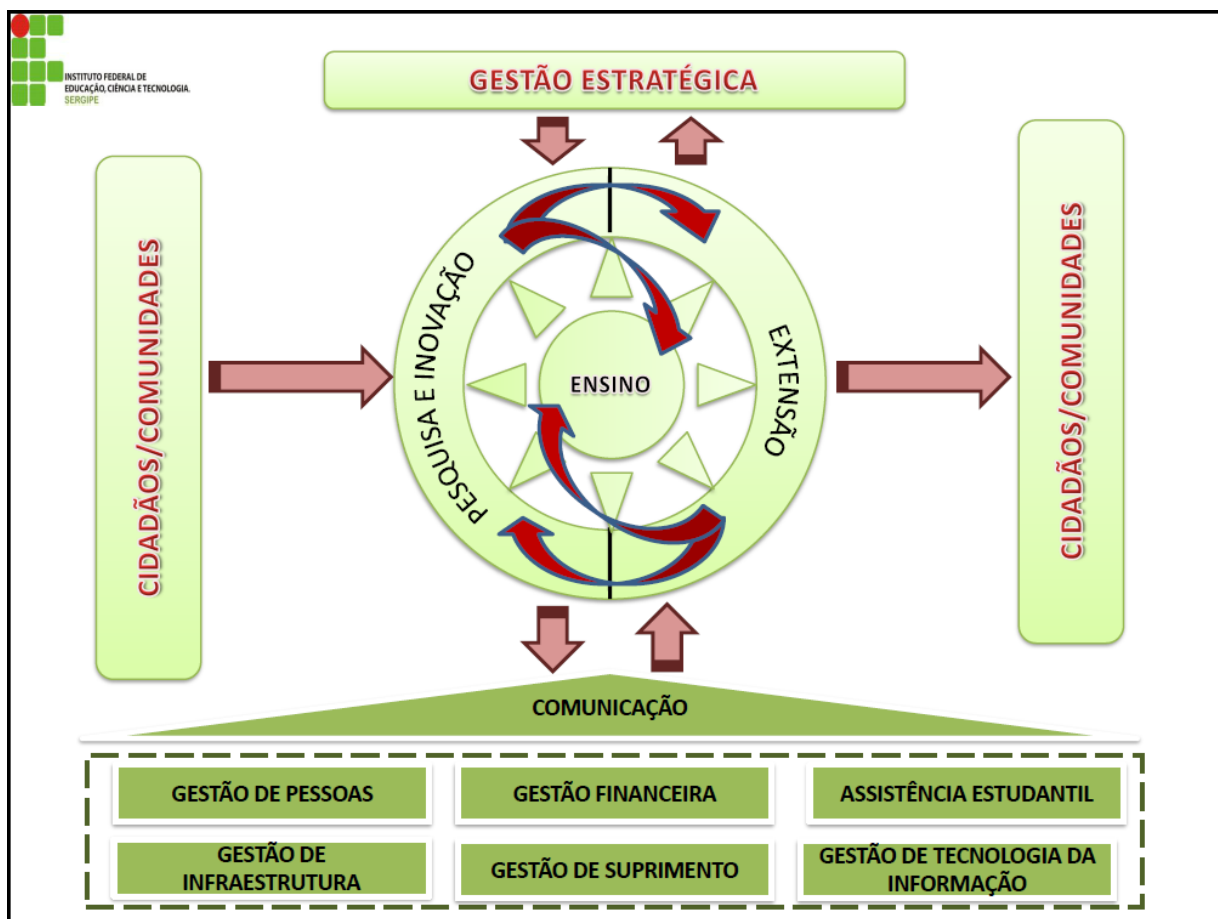 INSTITUTO FEDERAL DE
EDUCAÇÃO, CIÊNCIA E TECNOLOGIA.
SERGIPE
GESTÃO ESTRATÉGICA
CIDADÃOS/COMUNIDADES
PESQUISA E INOVAÇÃO
ENSINO
EXTENSÃO
CIDADÃOS/COMUNIDADES
COMUNICAÇÃO
GESTÃO DE PESSOAS
GESTÃO FINANCEIRA
ASSISTÊNCIA ESTUDANTIL
GESTÃO DE
INFRAESTRUTURA
GESTÃO DE SUPRIMENTO
GESTÃO DE TECNOLOGIA DA
INFORMAÇÃO